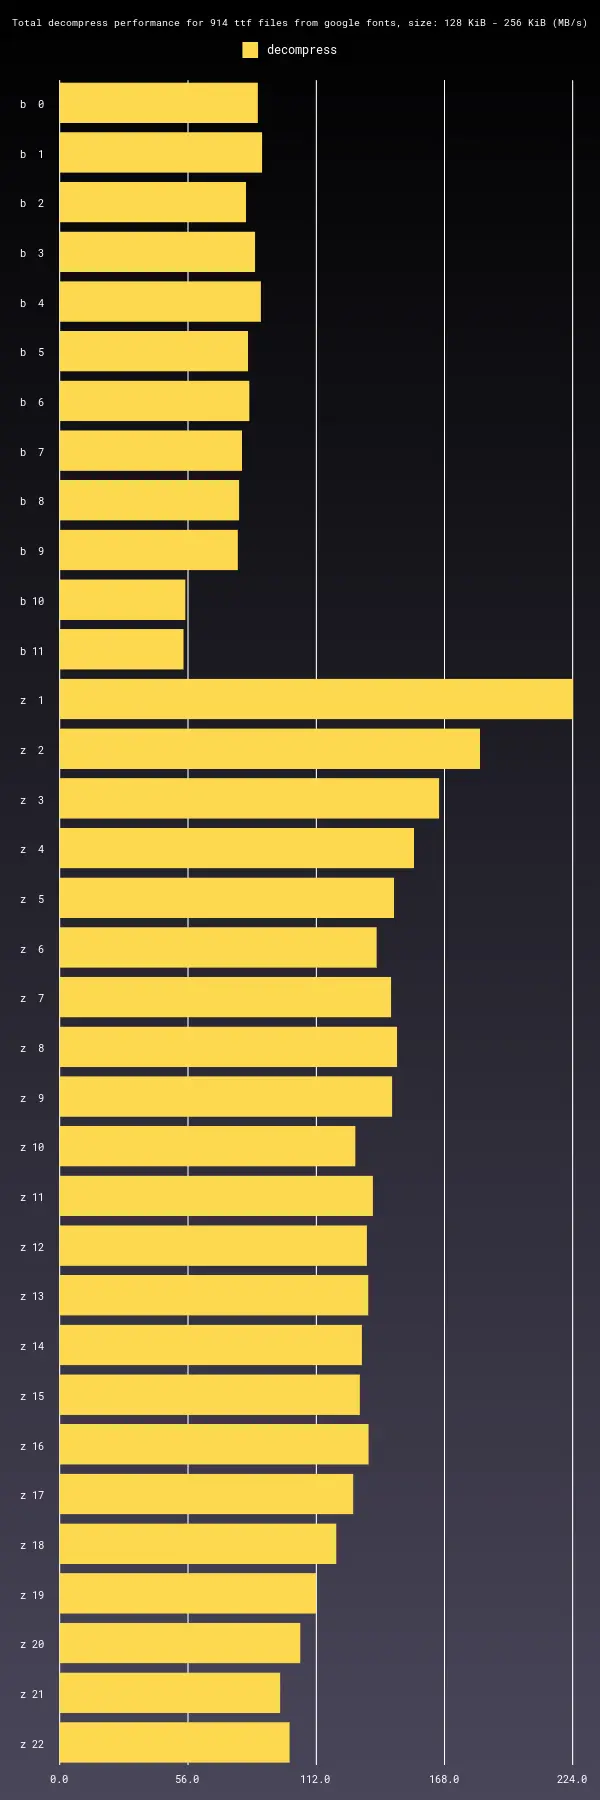 Total decompress performance for 914 ttf files from google fonts, size: 128 KiB - 256 KiB (MB/s)
decompress
b 0
b 1
b 2
b 3
b 4
b 5
b 6
b 7
b 8
b 9
b 10
b 11
z 1
z 2
z 3
z 4
z 5
z 6
z 7
z 8
z 9
z 10
z 11
z 12
z 13
z 14
z 15
z 16
z 17
z 18
z 19
z 20
z 21
z 22
0.0 56.0 112.0 168.0 224.0